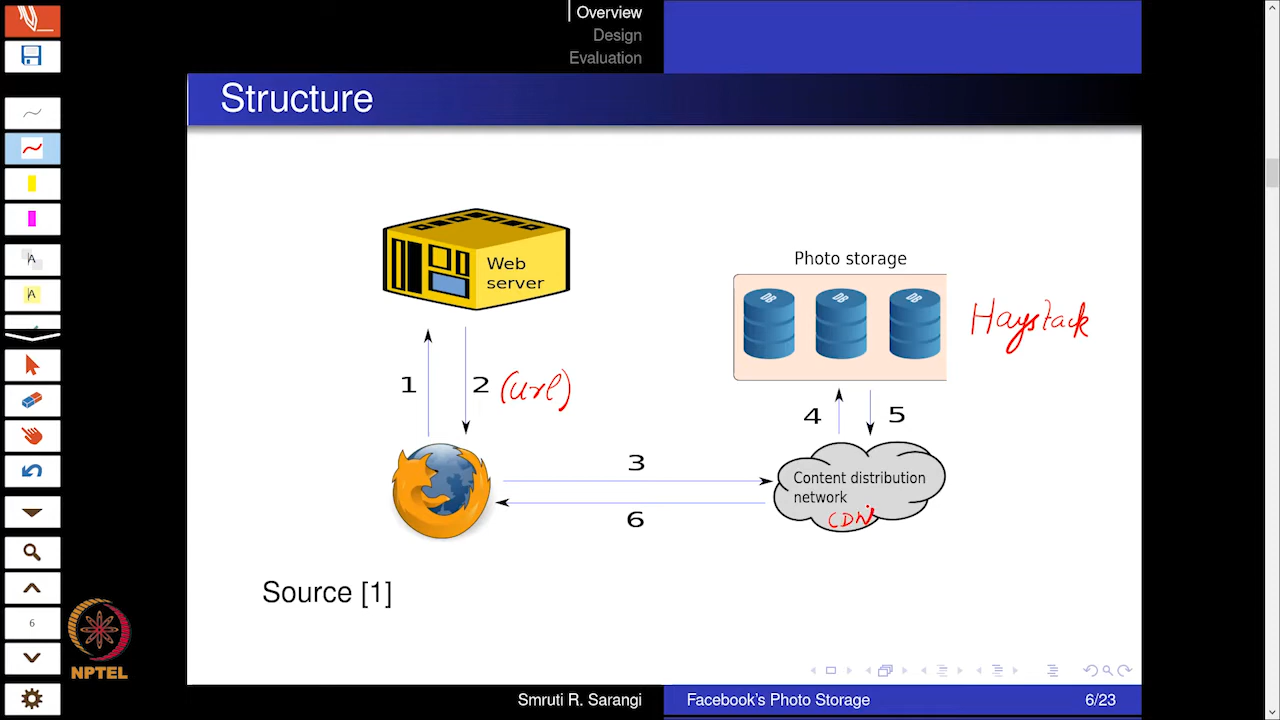 Overview
Design
Evaluation
Structure
Web
server
Photo storage
DB DB DB
Haystack
1
2 (url)
4
5
3
Content distribution
network
CDN
6
Source [1]
A
A
6
NPTEL
Smruti R. Sarangi
Facebook's Photo Storage
6/23